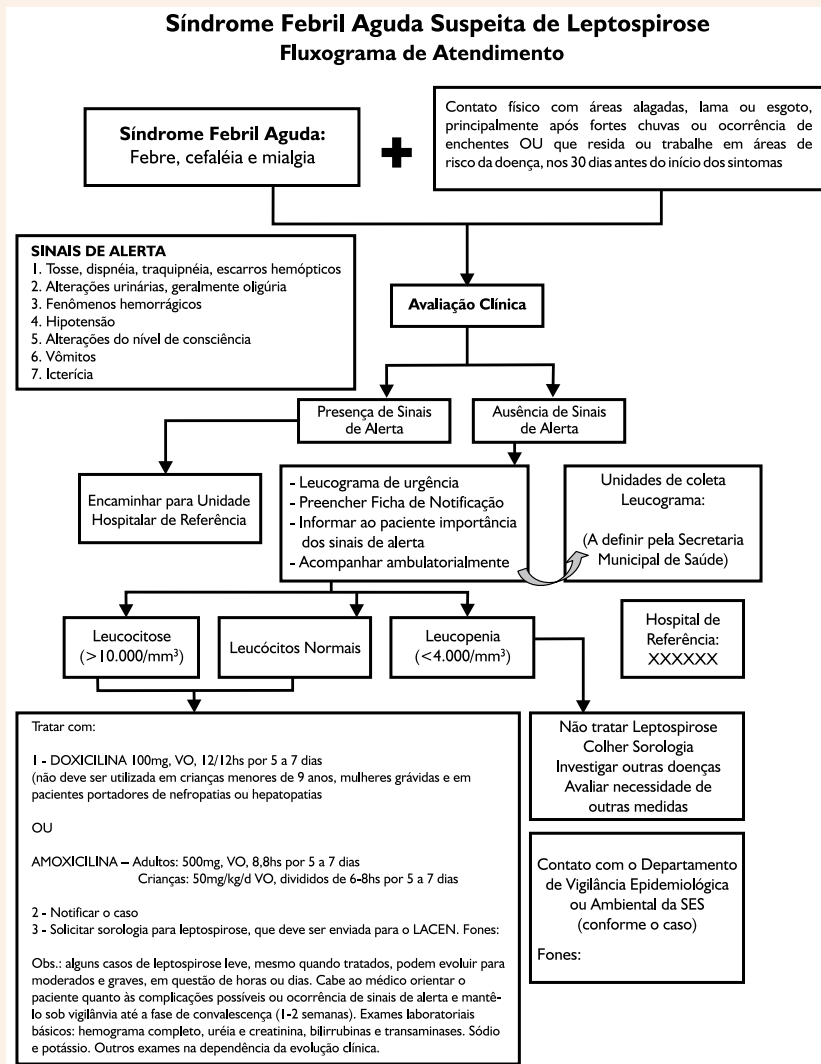 Síndrome Febril Aguda Suspeita de Leptospirose
Fluxograma de Atendimento
Síndrome Febril Aguda:
Febre, cefaléia e mialgia
+
Contato físico com áreas alagadas, lama ou esgoto,
principalmente após fortes chuvas ou ocorrência de
enchentes OU que resida ou trabalhe em áreas de
risco da doença, nos 30 dias antes do início dos sintomas
SINAIS DE ALERTA
1. Tosse, dispnéia, traquipnéia, escarros hemópticos
2. Alterações urinárias, geralmente oligúria
3. Fenômenos hemorrágicos
4. Hipotensão
5. Alterações do nível de consciência
6. Vômitos
7. Icterícia
Avaliação Clínica
Presença de Sinais
de Alerta
Ausência de Sinais
de Alerta
Encaminhar para Unidade
Hospitalar de Referência
- Leucograma de urgência
- Preencher Ficha de Notificação
- Informar ao paciente importância
dos sinais de alerta
- Acompanhar ambulatorialmente
Unidades de coleta
Leucograma:
(A definir pela Secretaria
Municipal de Saúde)
Leucocitose
(>10.000/mm³)
Leucócitos Normais
Leucopenia
(<4.000/mm³)
Hospital de
Referência:
XXXXXX
Tratar com:
1 - DOXICILINA 100mg, VO, 12/12hs por 5 a 7 dias
(não deve ser utilizada em crianças menores de 9 anos, mulheres grávidas e em
pacientes portadores de nefropatias ou hepatopatias
OU
AMOXICILINA – Adultos: 500mg, VO, 8,8hs por 5 a 7 dias
Crianças: 50mg/kg/d VO, divididos de 6-8hs por 5 a 7 dias
2 - Notificar o caso
3 - Solicitar sorologia para leptospirose, que deve ser enviada para o LACEN. Fones:
Obs.: alguns casos de leptospirose leve, mesmo quando tratados, podem evoluir para
moderados e graves, em questão de horas ou dias. Cabe ao médico orientar o
paciente quanto às complicações possíveis ou ocorrência de sinais de alerta e mantê-
lo sob vigilânvia até a fase de convalescença (1-2 semanas). Exames laboratoriais
básicos: hemograma completo, uréia e creatinina, bilirrubinas e transaminases. Sódio
e potássio. Outros exames na dependência da evolução clínica.
Não tratar Leptospirose
Colher Sorologia
Investigar outras doenças
Avaliar necessidade de
outras medidas
Contato com o Departamento
de Vigilância Epidemiológica
ou Ambiental da SES
(conforme o caso)
Fones: